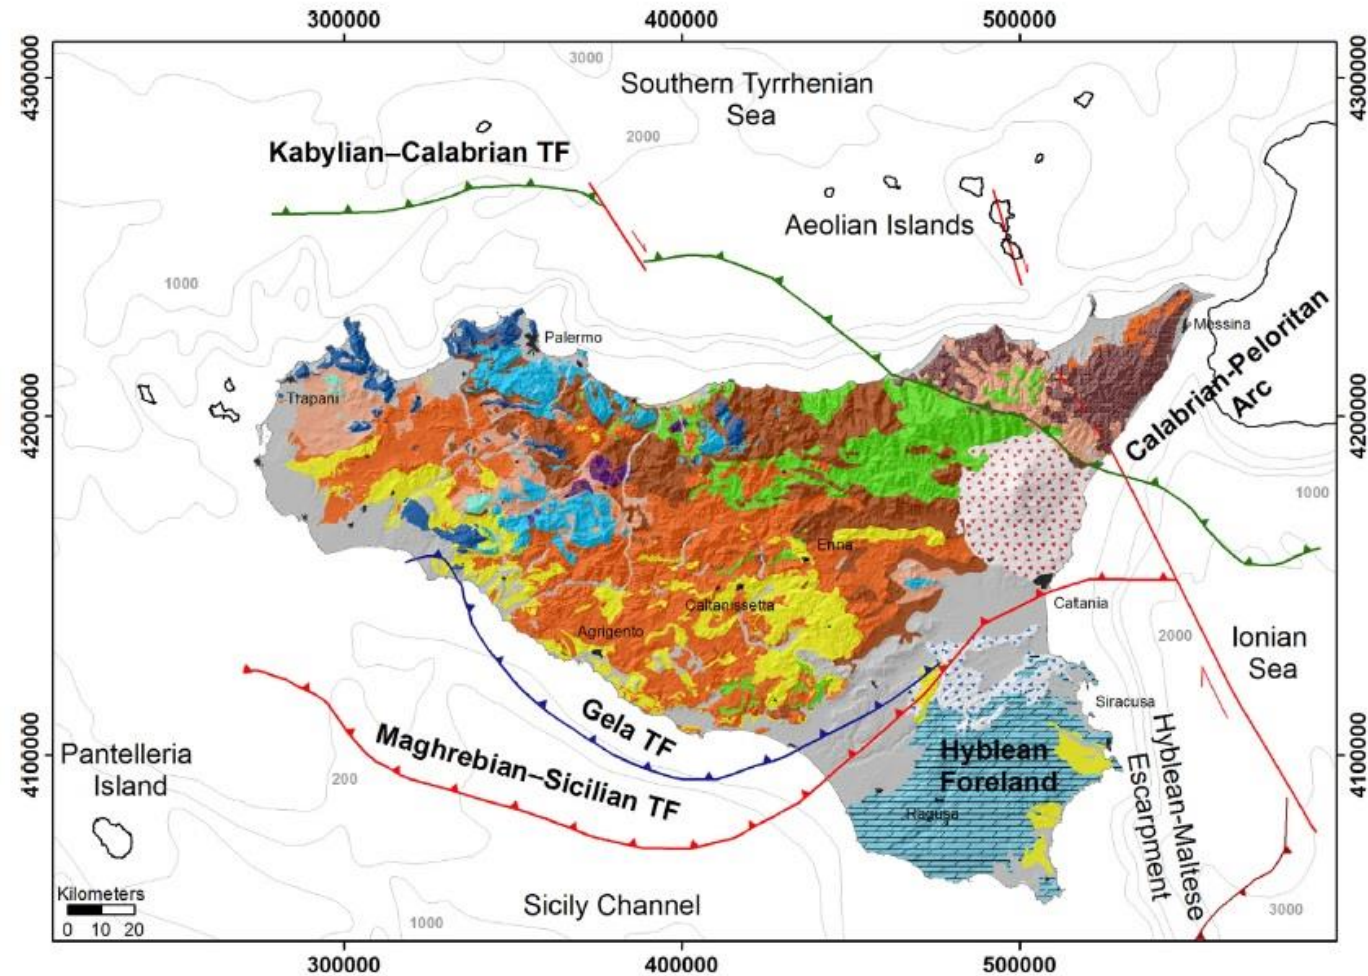 300000
400000
500000
4300000
4300000
3000
Southern Tyrrhenian
Sea
2000
Kabylian–Calabrian TF
Aeolian Islands
1000
Palermo
Messina
Trapani
4200000
4200000
Calabrian-Peloritan
Arc
1000
Enna
Caltanissetta
Catania
Agrigento
2000
Ionian
Sea
Siracusa
Gela TF
Maghrebian–Sicilian TF
Hyblean
Foreland
Hyblean-Maltese
Escarpment
Pantelleria
Island
4100000
4100000
200
Ragusa
Kilometers
0 10 20
Sicily Channel
1000
3000
300000
400000
500000